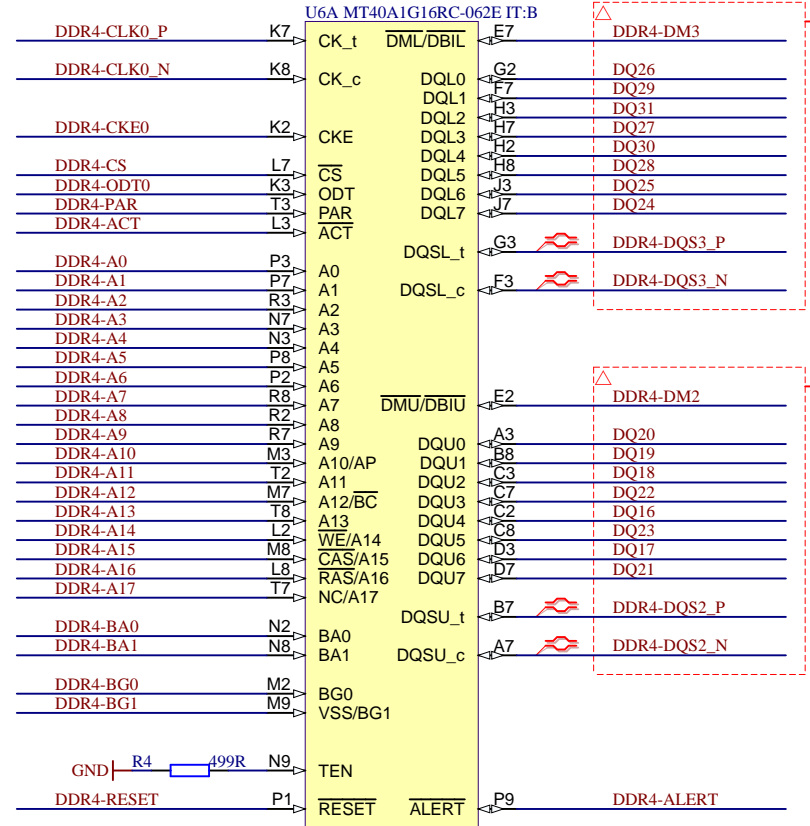 U6A MT40A1G16RC-062E IT:B
DDR4-CLK0_P K7 CK_t DML/DBIL E7 DDR4-DM3
DDR4-CLK0_N K8 CK_c DQL0 G2 DQ26
DQL1 F7 DQ29
DQL2 H3 DQ31
DDR4-CKE0 K2 CKE DQL3 H7 DQ27
DQL4 H2 DQ30
DDR4-CS L7 CS DQL5 H8 DQ28
DDR4-ODT0 K3 ODT DQL6 J3 DQ25
DDR4-PAR T3 PAR DQL7 J7 DQ24
DDR4-ACT L3 ACT
DQSL_t G3 DDR4-DQS3_P
DDR4-A0 P3 A0
DDR4-A1 P7 A1 DQSL_c F3 DDR4-DQS3_N
DDR4-A2 R3 A2
DDR4-A3 N7 A3
DDR4-A4 N3 A4
DDR4-A5 P8 A5
DDR4-A6 P2 A6
DDR4-A7 R8 A7 DMU/DBIU E2 DDR4-DM2
DDR4-A8 R2 A8
DDR4-A9 R7 A9 DQU0 A3 DQ20
DDR4-A10 M3 A10/AP DQU1 B8 DQ19
DDR4-A11 T2 A11 DQU2 C3 DQ18
DDR4-A12 M7 A12/BC DQU3 C7 DQ22
DDR4-A13 T8 A13 DQU4 C2 DQ16
DDR4-A14 L2 WE/A14 DQU5 C8 DQ23
DDR4-A15 M8 CAS/A15 DQU6 D3 DQ17
DDR4-A16 L8 RAS/A16 DQU7 D7 DQ21
DDR4-A17 T7 NC/A17
DQSU_t B7 DDR4-DQS2_P
DDR4-BA0 N2 BA0
DDR4-BA1 N8 BA1 DQSU_c A7 DDR4-DQS2_N
DDR4-BG0 M2 BG0
DDR4-BG1 M9 VSS/BG1
GND R4 499R N9 TEN
DDR4-RESET P1 RESET ALERT P9 DDR4-ALERT